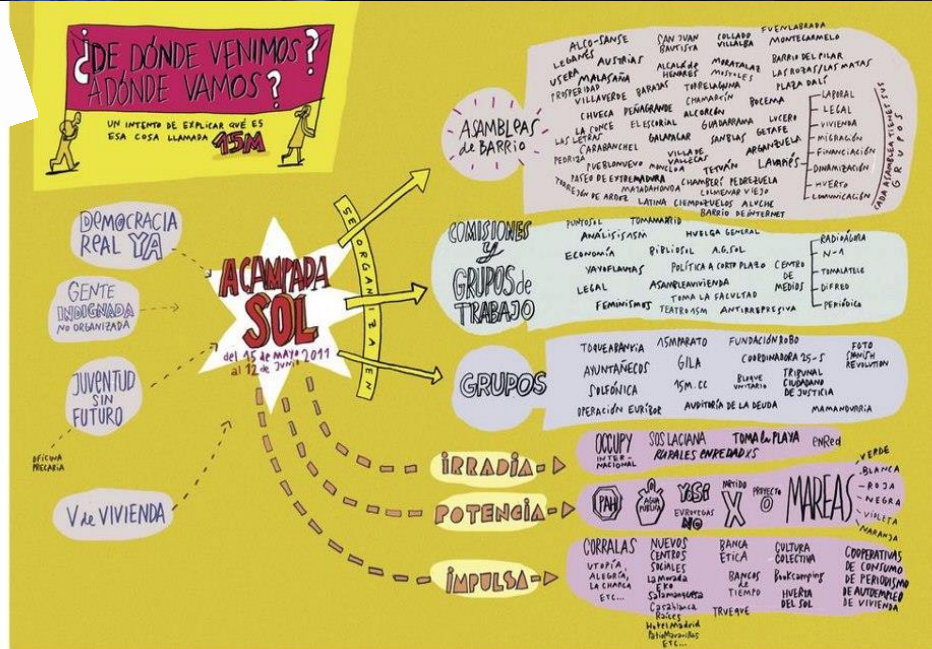 ¿DE DÓNDE VENIMOS?
A DÓNDE VAMOS?
UN INTENTO DE EXPLICAR QUÉ ES
ESA COSA LLAMADA 15M
DEMOCRACIA
REAL YA
GENTE
INDIGNADA
NO ORGANIZADA
JUVENTUD
SIN
FUTURO
OFICINA
PRECARIA
V de VIVIENDA
ACAMPADA
SOL
del 15 de MAYO 2011
al 12 de JUNIO
SE ORGANIZA EN
ASAMBLEAS
de BARRIO
ALCO-SANSE
SAN JUAN
BAUTISTA
COLLADO
VILLALBA
FUENLABRADA
MONTECARMELO
LEGANÉS
AUSTRIAS
ALCALÁ de
HENARES
MORATALAZ
MÓSTOLES
BARRIO DEL PILAR
LAS ROZAS/LAS MATAS
USERA
MALASAÑA
PROSPERIDAD
VILLAVERDE
BARAJAS
TORRELAGUNA
PLAZA DALÍ
CHAMARTÍN
CHUECA
PEÑAGRANDE
ALCORCÓN
LUCERO
LA CONCE
EL ESCORIAL
GUADARRAMA
GETAFE
LAS LETRAS
CARABANCHEL
GALAPAGAR
SANBLAS
ARGANZUELA
PEDRIZA
PUEBLONUEVO
MONCLOA
VILLA DE
VALLECAS
TETUÁN
LAVAPIÉS
PASEO DE EXTREMADURA
CHAMBERÍ
PEDREZUELA
TORREJÓN DE ARDOZ
MAJADAHONDA
COLMENAR VIEJO
LATINA
CIEMPOZUELOS
ALUCHE
BARRIO DE INTERNET
LABORAL
LEGAL
VIVIENDA
MIGRACIÓN
FINANCIACIÓN
DINAMIZACIÓN
HUERTO
COMUNICACIÓN
CADA ASAMBLEA TIENE SUS
GRUPOS
COMISIONES
y
GRUPOS de
TRABAJO
PUNTOSOL
TOMAMADRID
ANÁLISIS15M
HUELGA GENERAL
ECONOMÍA
BIBLIOSOL
A.G.SOL
YAYOFLAUTAS
POLÍTICA A CORTO PLAZO
LEGAL
ASAMBLEAVIVIENDA
TOMA LA FACULTAD
FEMINISMOS
TEATRO 15M
ANTIRREPRESIVA
CENTRO
DE
MEDIOS
RADIOÁGORA
N-1
TOMALATELE
DIFREO
PERIÓDICO
GRUPOS
TOQUEABANKIA
15MPARATO
FUNDACIÓN ROBO
FOTO
SPANISH
REVOLUTION
AYUNTAÑECOS
GILA
COORDINADORA 25-S
SOLFÓNICA
15M.CC
BLOQUE
UNITARIO
TRIBUNAL
CIUDADANO
DE JUSTICIA
OPERACIÓN EURIBOR
AUDITORÍA DE LA DEUDA
MAMANDURRIA
IRRADIA
OCCUPY
INTER-
NACIONAL
SOS LACIANA
TOMA la PLAYA
enRed
RURALES ENREDADXS
POTENCIA
PAH
AGUA
PÚBLICA
EUROVEGAS
NO
PARTIDO
X
PROYECTO
O
MAREAS
VERDE
BLANCA
ROJA
NEGRA
VIOLETA
NARANJA
IMPULSA
CORRALAS
UTOPÍA,
ALEGRÍA,
LA CHARCA
ETC...
NUEVOS
CENTROS
SOCIALES
La Morada
EKO
Salamanquesa
Casablanca
Raíces
Hotel Madrid
Patio Maravillas
ETC...
BANCA
ÉTICA
BANCOS
de
TIEMPO
TRUEQUE
CULTURA
COLECTIVA
Bookcamping
HUERTA
DEL SOL
COOPERATIVAS
DE CONSUMO
DE PERIODISMO
DE AUTOEMPLEO
DE VIVIENDA